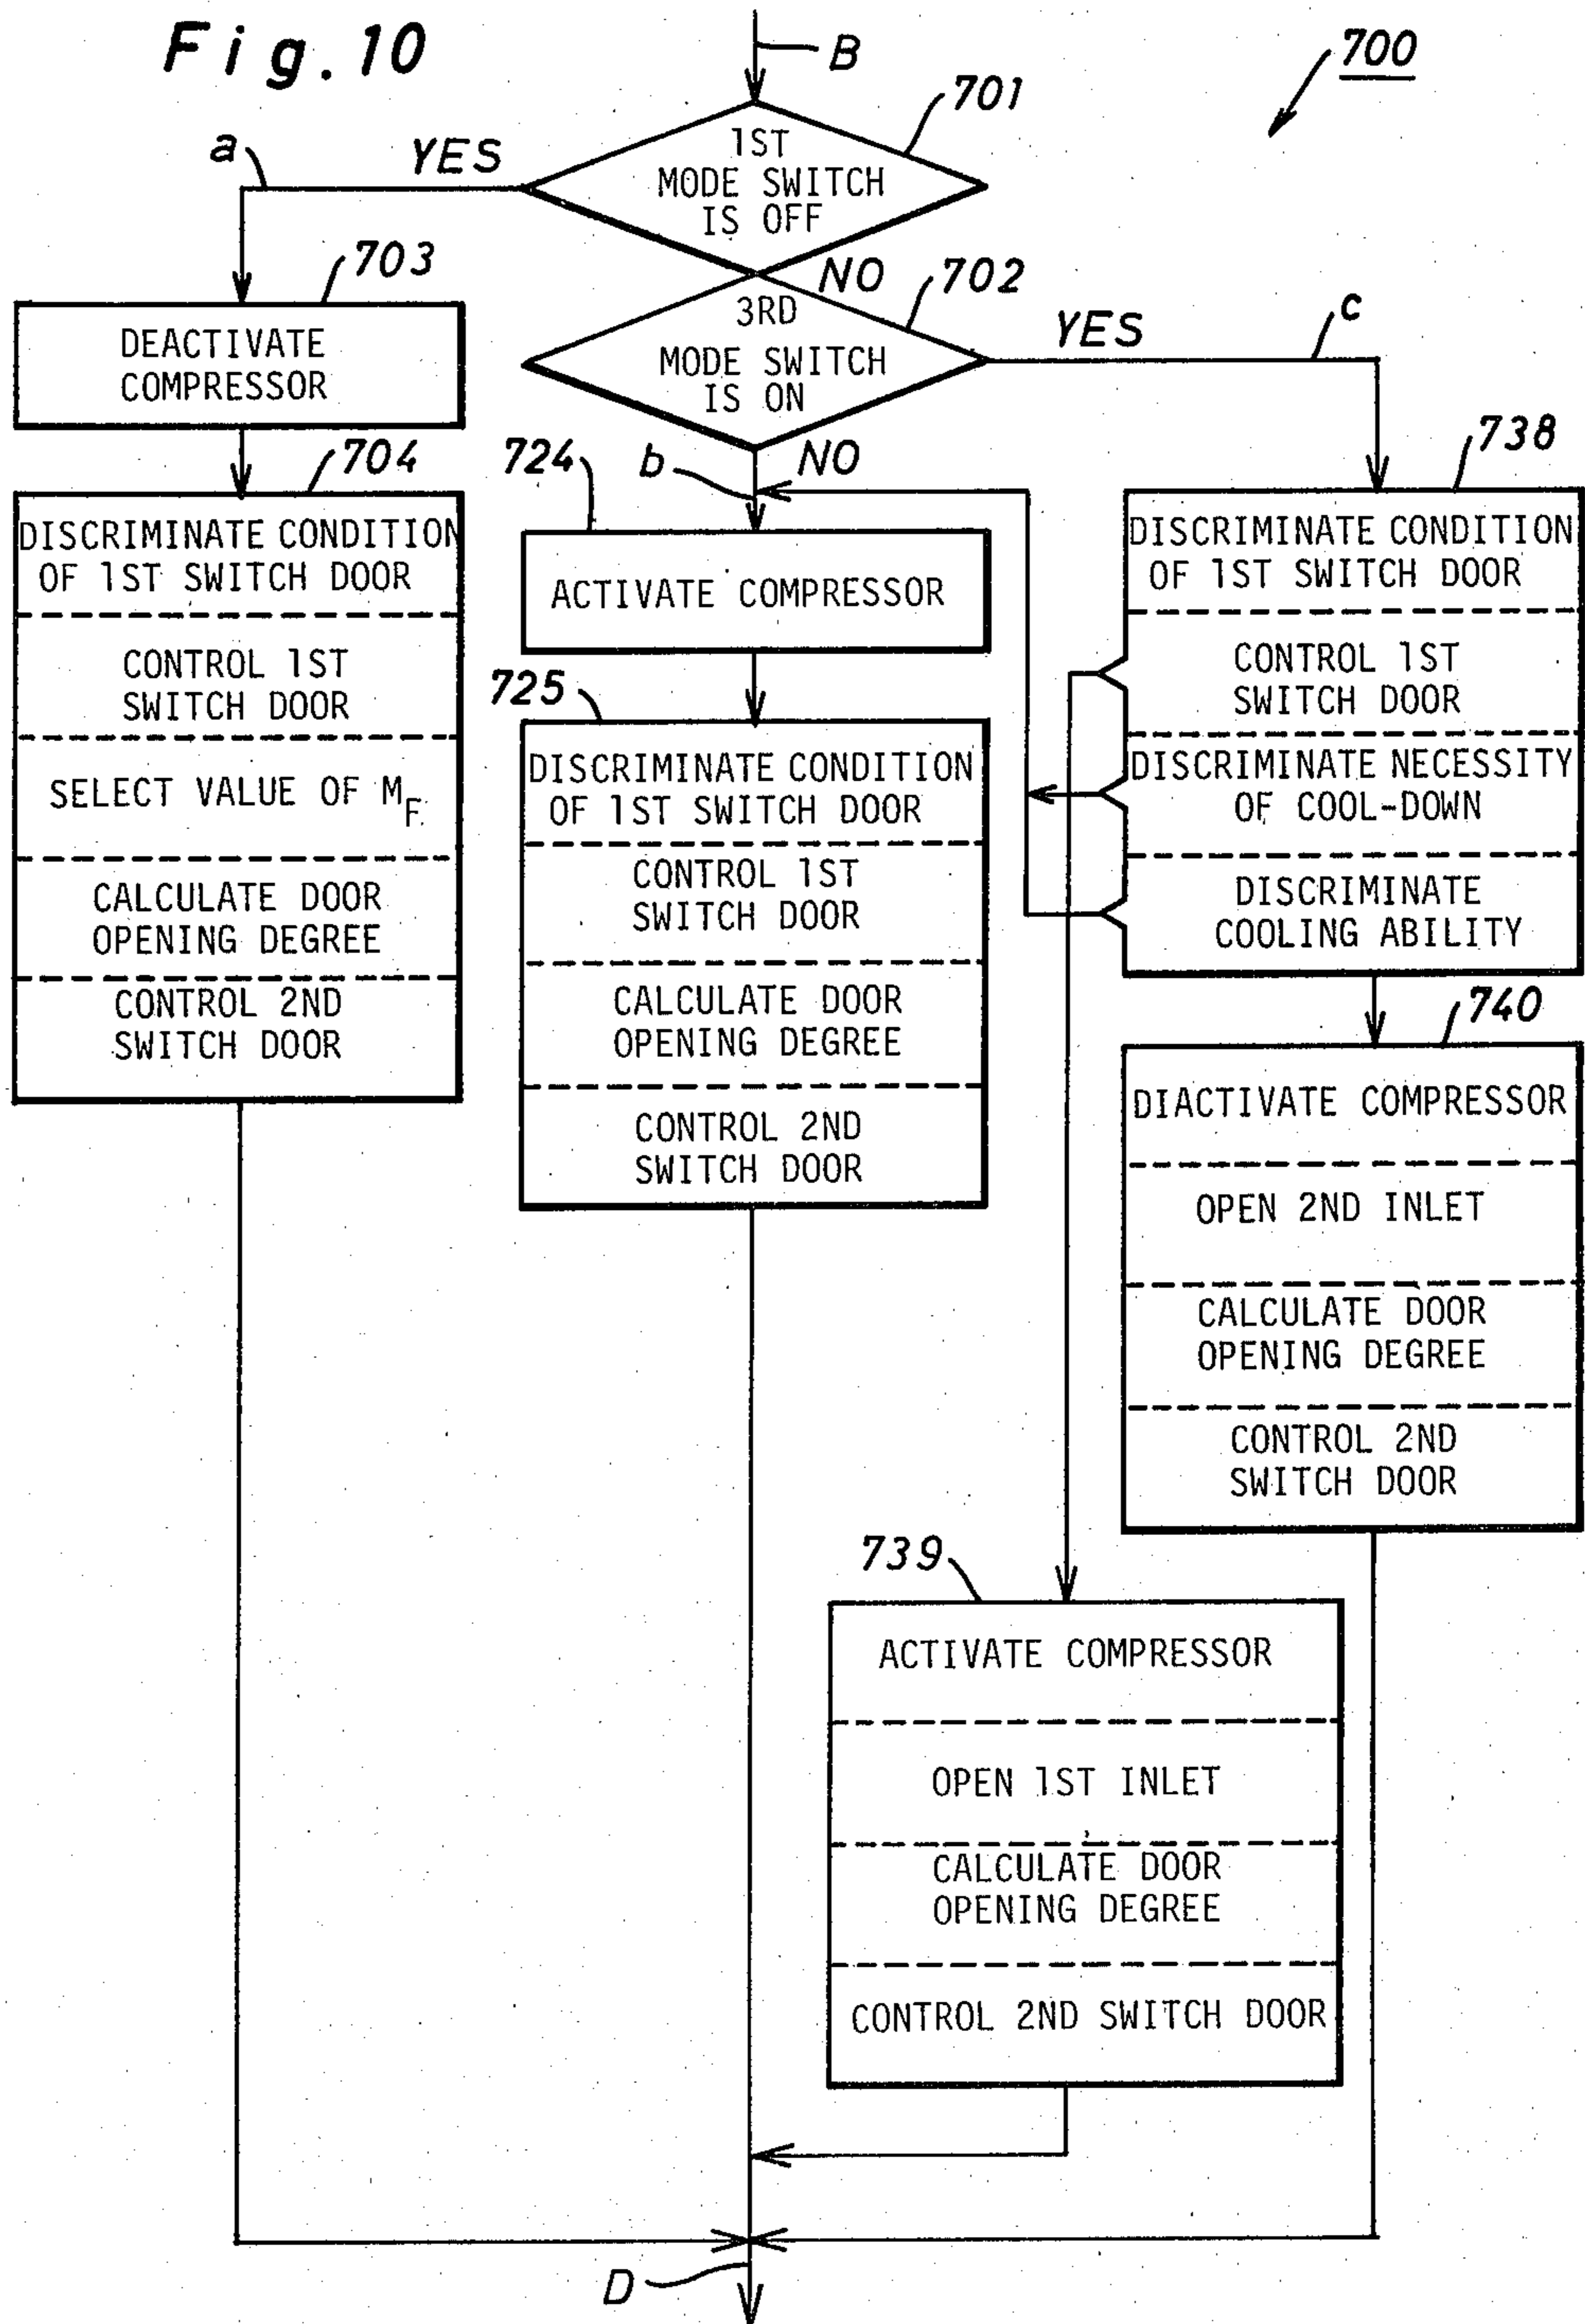 Fig. 10
B
700
701
1ST
MODE SWITCH
IS OFF
a
YES
703
NO
702
DEACTIVATE
COMPRESSOR
3RD
MODE SWITCH
IS ON
YES
c
704
724
b
NO
738
DISCRIMINATE CONDITION
OF 1ST SWITCH DOOR
CONTROL 1ST
SWITCH DOOR
SELECT VALUE OF MF
CALCULATE DOOR
OPENING DEGREE
CONTROL 2ND
SWITCH DOOR
ACTIVATE COMPRESSOR
725
DISCRIMINATE CONDITION
OF 1ST SWITCH DOOR
CONTROL 1ST
SWITCH DOOR
CALCULATE DOOR
OPENING DEGREE
CONTROL 2ND
SWITCH DOOR
DISCRIMINATE CONDITION
OF 1ST SWITCH DOOR
CONTROL 1ST
SWITCH DOOR
DISCRIMINATE NECESSITY
OF COOL-DOWN
DISCRIMINATE
COOLING ABILITY
740
DIACTIVATE COMPRESSOR
OPEN 2ND INLET
CALCULATE DOOR
OPENING DEGREE
CONTROL 2ND
SWITCH DOOR
739
ACTIVATE COMPRESSOR
OPEN 1ST INLET
CALCULATE DOOR
OPENING DEGREE
CONTROL 2ND SWITCH DOOR
D